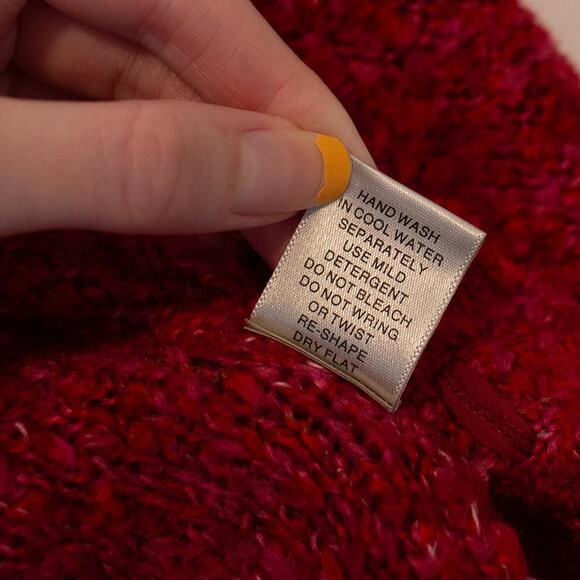 HAND WASH
IN COOL WATER
SEPARATELY
USE MILD
DETERGENT
DO NOT BLEACH
DO NOT WRING
OR TWIST
RE-SHAPE
DRY FLAT